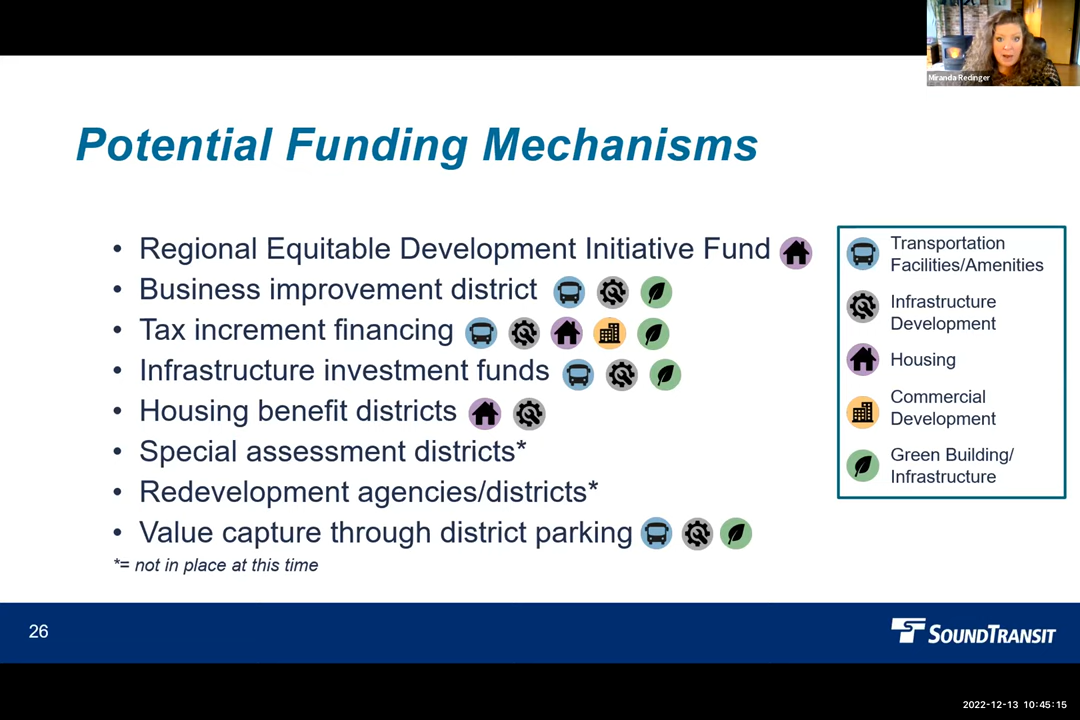 Miranda Redinger
Potential Funding Mechanisms
• Regional Equitable Development Initiative Fund
• Business improvement district
• Tax increment financing
• Infrastructure investment funds
• Housing benefit districts
• Special assessment districts*
• Redevelopment agencies/districts*
• Value capture through district parking
*= not in place at this time
Transportation
Facilities/Amenities
Infrastructure
Development
Housing
Commercial
Development
Green Building/
Infrastructure
26
SOUNDTRANSIT
2022-12-13 10:45:15